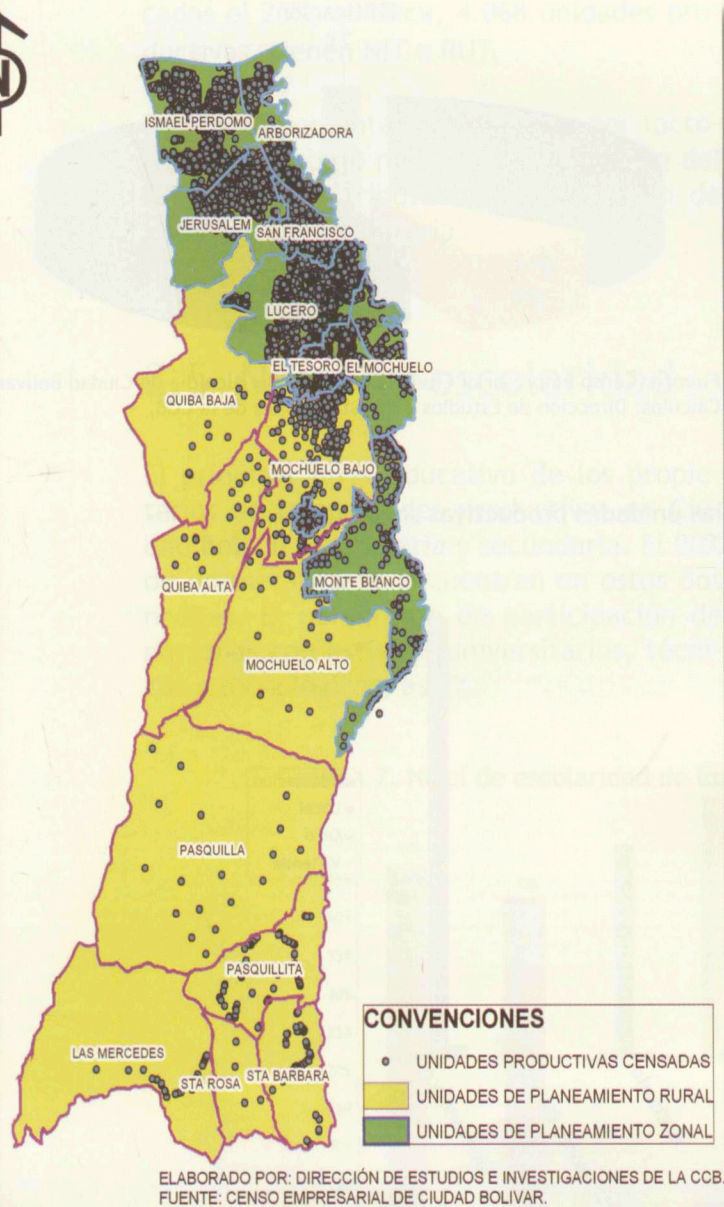 N
ISMAEL PERDOMO
ARBORIZADORA
JERUSALEM
SAN FRANCISCO
LUCERO
EL TESORO
EL MOCHUELO
QUIBA BAJA
MOCHUELO BAJO
QUIBA ALTA
MONTE BLANCO
MOCHUELO ALTO
PASQUILLA
PASQUILLITA
LAS MERCEDES
STA ROSA
STA BARBARA
CONVENCIONES
UNIDADES PRODUCTIVAS CENSADAS
UNIDADES DE PLANEAMIENTO RURAL
UNIDADES DE PLANEAMIENTO ZONAL
ELABORADO POR: DIRECCIÓN DE ESTUDIOS E INVESTIGACIONES DE LA CCB.
FUENTE: CENSO EMPRESARIAL DE CIUDAD BOLIVAR.